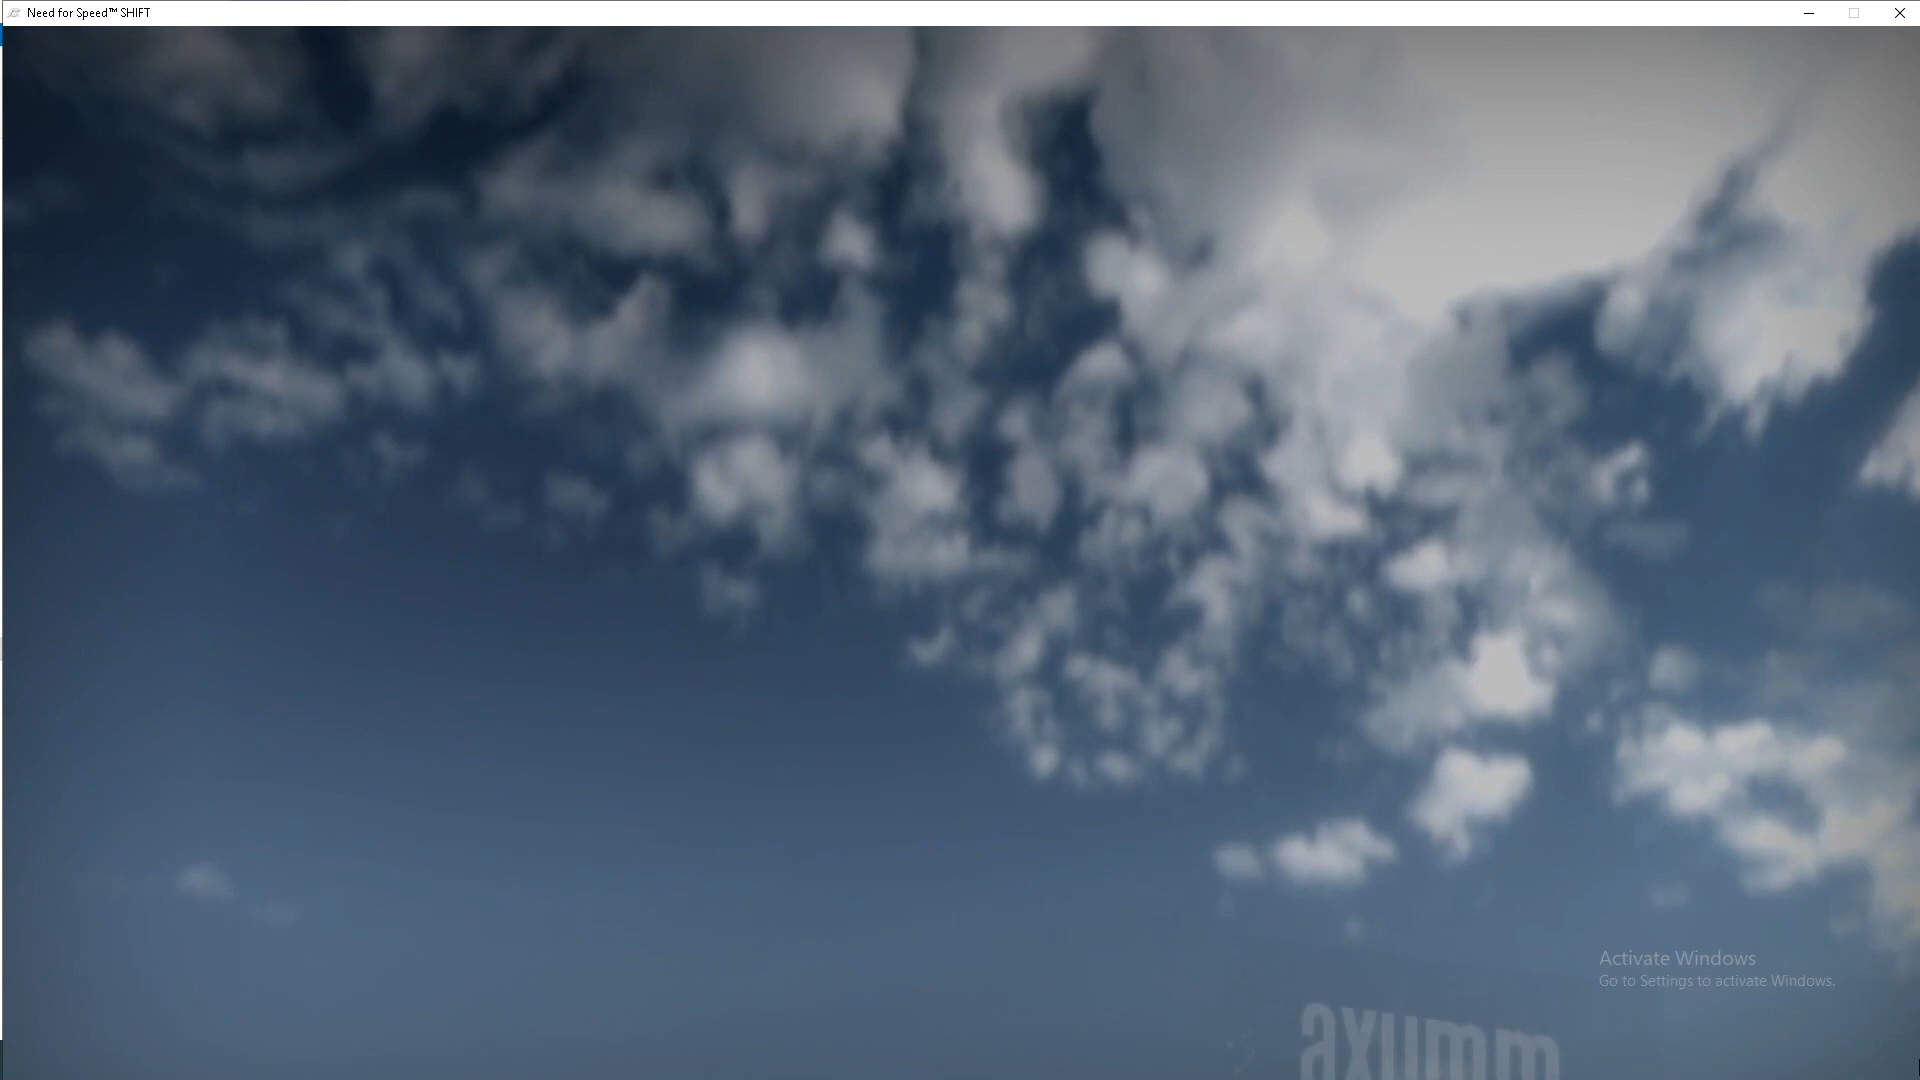 Need for Speed™ SHIFT
Activate Windows
Go to Settings to activate Windows.
axumm